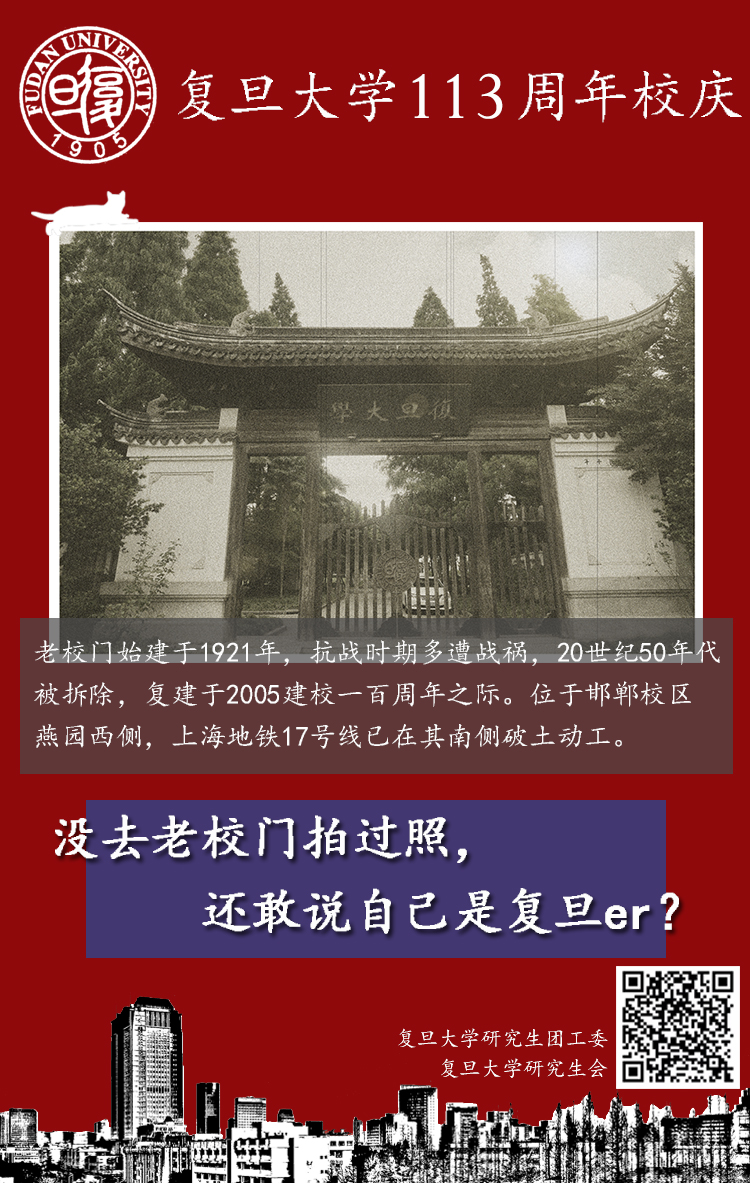 FUDAN UNIVERSITY
1905
复旦大学113周年校庆
學大旦復
老校门始建于1921年，抗战时期多遭战祸，20世纪50年代
被拆除，复建于2005建校一百周年之际。位于邯郸校区
燕园西侧，上海地铁17号线已在其南侧破土动工。
没去老校门拍过照，
还敢说自己是复旦er？
复旦大学研究生团工委
复旦大学研究生会